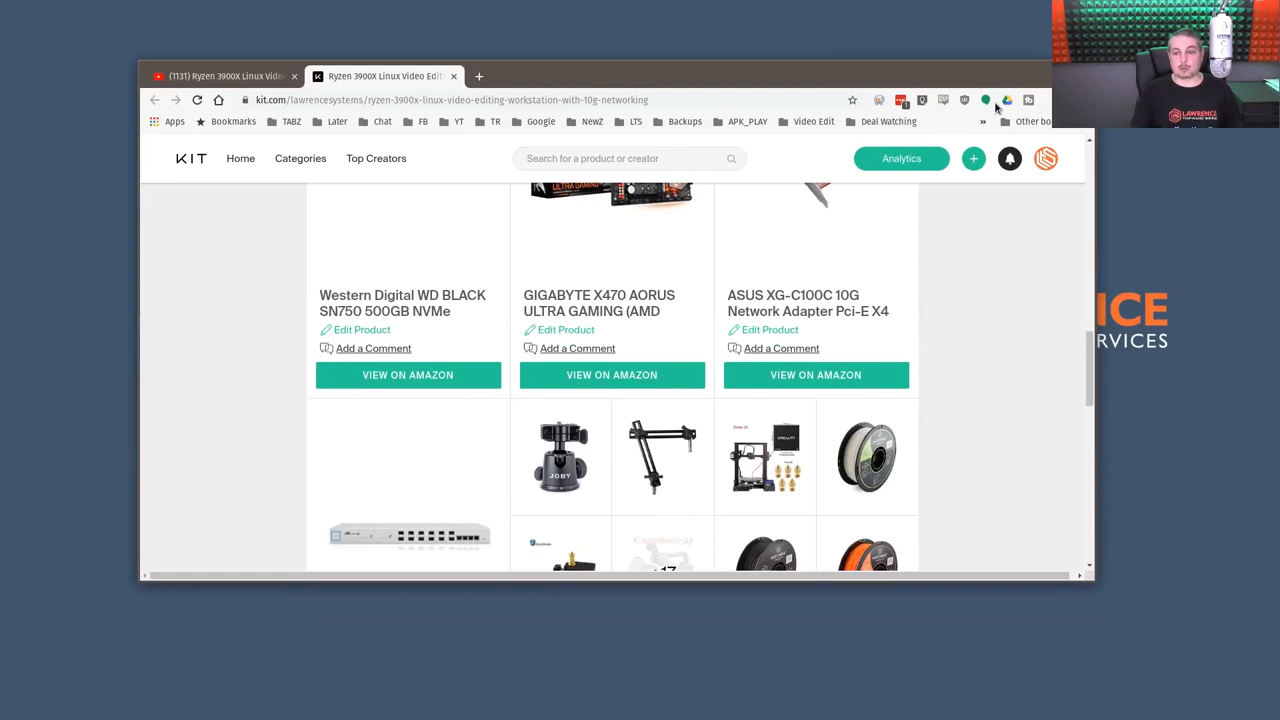 (1131) Ryzen 3900X Linux Vide
Ryzen 3900X Linux Video Edit
kit.com/lawrencesystems/ryzen-3900x-linux-video-editing-workstation-with-10g-networking
Apps Bookmarks TABZ Later Chat FB YT TR Google NewZ LTS Backups APK_PLAY Video Edit Deal Watching » Other bo
KIT Home Categories Top Creators Search for a product or creator Analytics +
ULTRA GAMING
Western Digital WD BLACK
SN750 500GB NVMe
Edit Product
Add a Comment
VIEW ON AMAZON
GIGABYTE X470 AORUS
ULTRA GAMING (AMD
Edit Product
Add a Comment
VIEW ON AMAZON
ASUS XG-C100C 10G
Network Adapter Pci-E X4
Edit Product
Add a Comment
VIEW ON AMAZON
JOBY
+17
ICE
RVICES
LAWRENCE